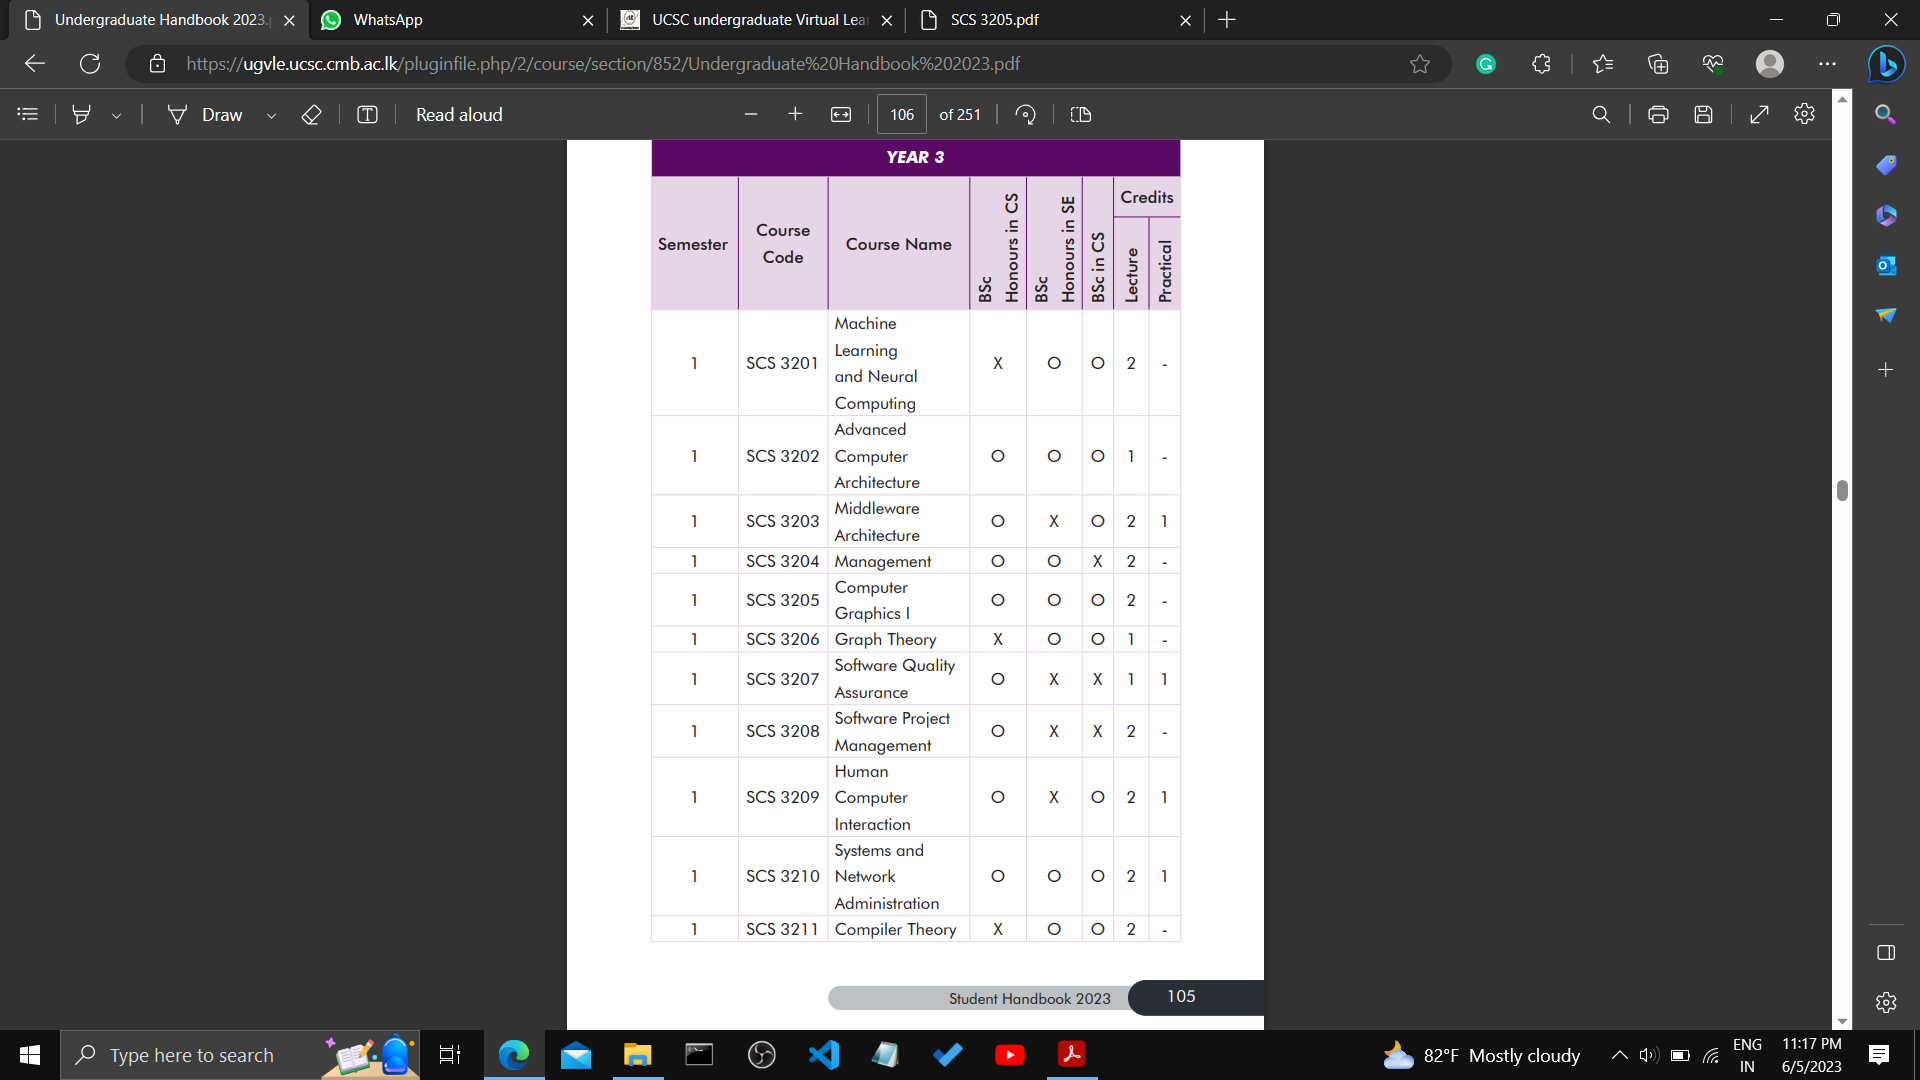 Undergraduate Handbook 2023.
WhatsApp
UCSC undergraduate Virtual Lea
SCS 3205.pdf
https://ugvle.ucsc.cmb.ac.lk/pluginfile.php/2/course/section/852/Undergraduate%20Handbook%202023.pdf
Draw
Read aloud
106 of 251
YEAR 3
Semester
Course
Code
Course Name
BSc
Honours in CS
BSc
Honours in SE
BSc in CS
Credits
Lecture
Practical
1 SCS 3201 Machine
Learning
and Neural
Computing X O O 2 -
1 SCS 3202 Advanced
Computer
Architecture O O O 1 -
1 SCS 3203 Middleware
Architecture O X O 2 1
1 SCS 3204 Management O O X 2 -
1 SCS 3205 Computer
Graphics I O O O 2 -
1 SCS 3206 Graph Theory X O O 1 -
1 SCS 3207 Software Quality
Assurance O X X 1 1
1 SCS 3208 Software Project
Management O X X 2 -
1 SCS 3209 Human
Computer
Interaction O X O 2 1
1 SCS 3210 Systems and
Network
Administration O O O 2 1
1 SCS 3211 Compiler Theory X O O 2 -
Student Handbook 2023 105
Type here to search
82°F Mostly cloudy
ENG
IN
11:17 PM
6/5/2023